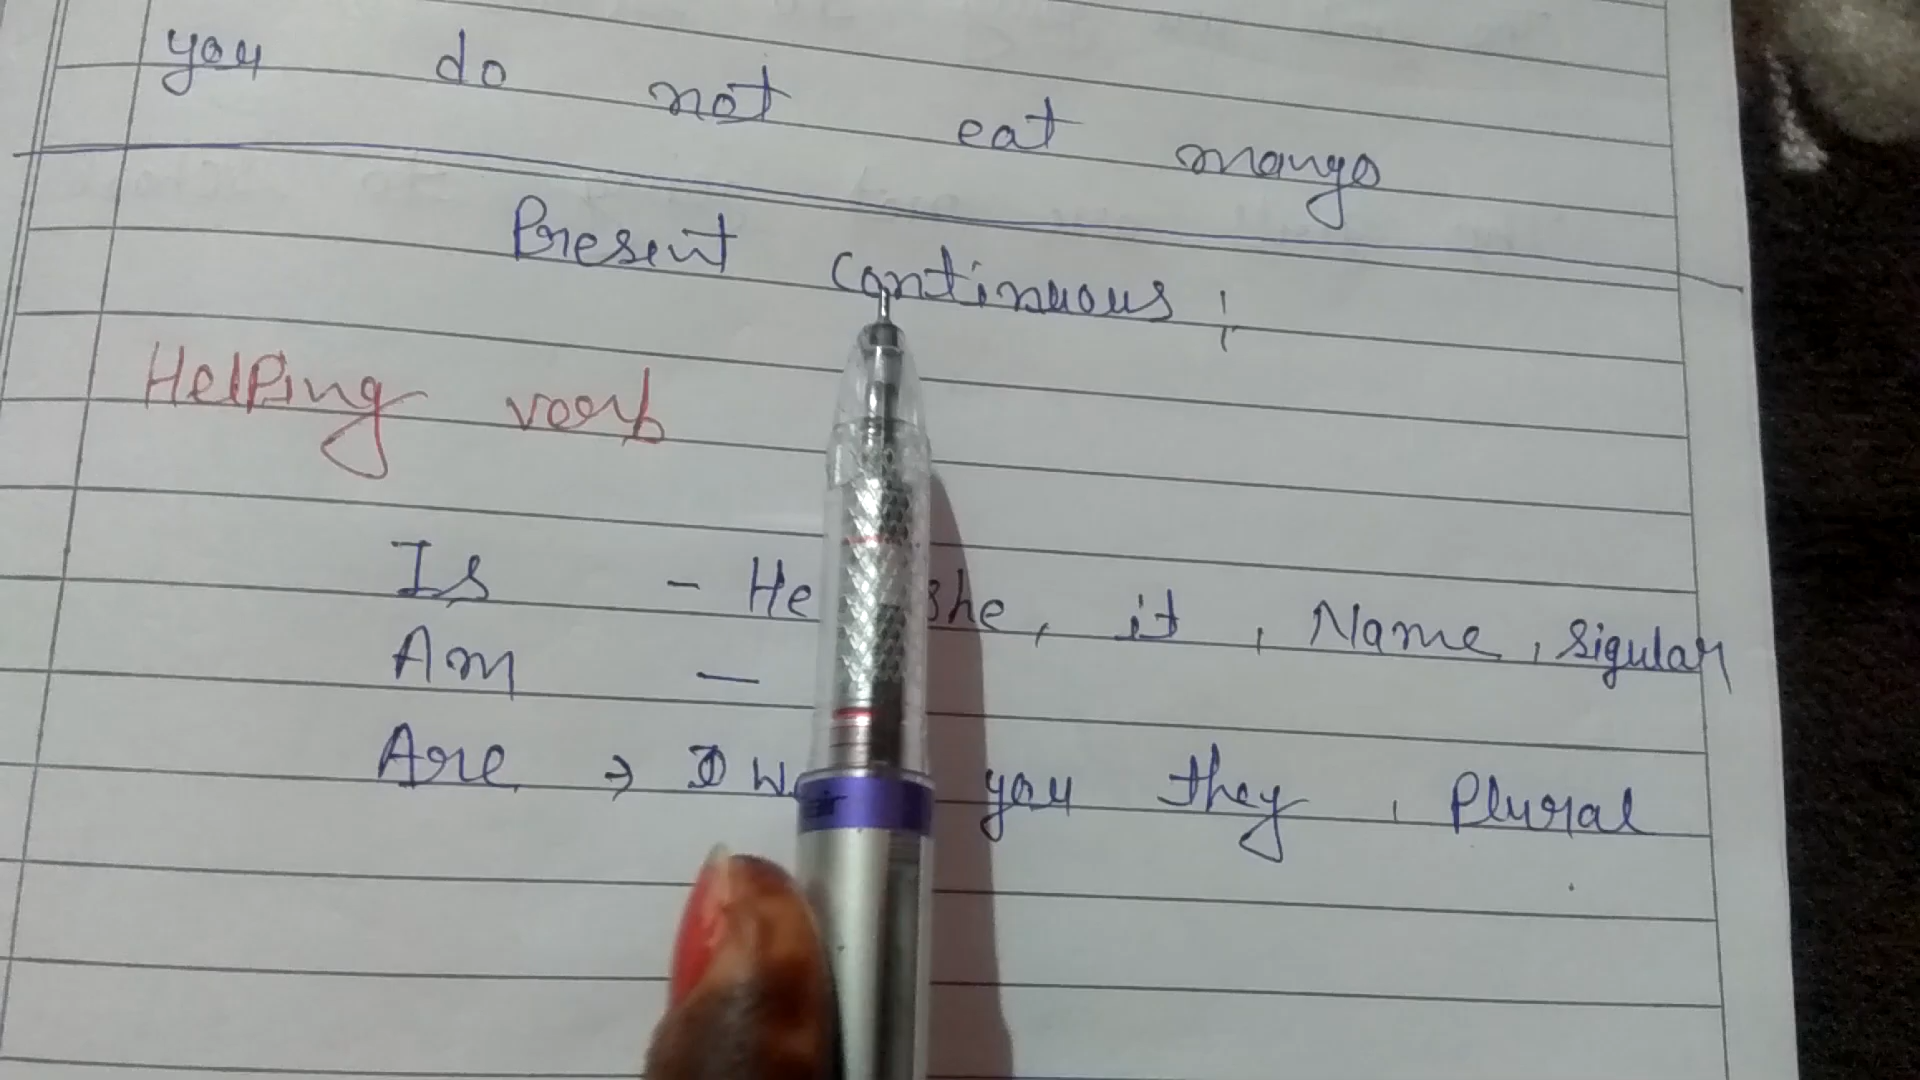 you do not eat mango
Present continuous ;
Helping verb
Is - He she, it, Name, sigular
Am -
Are → you they, Plural